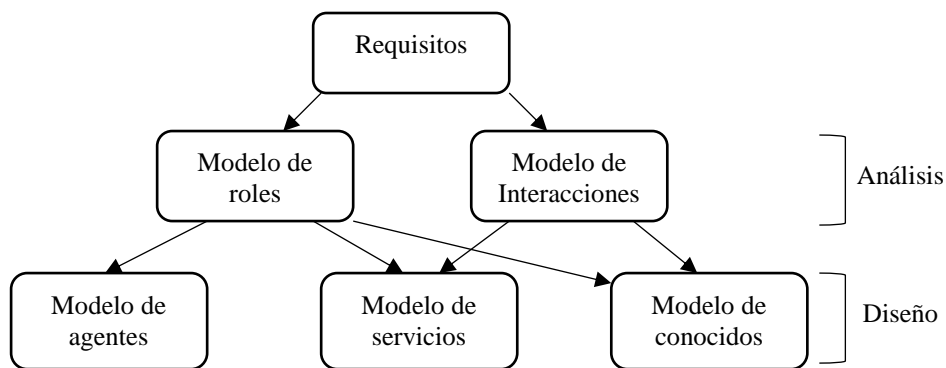 Requisitos
Modelo de
roles
Modelo de
Interacciones
Análisis
Modelo de
agentes
Modelo de
servicios
Modelo de
conocidos
Diseño